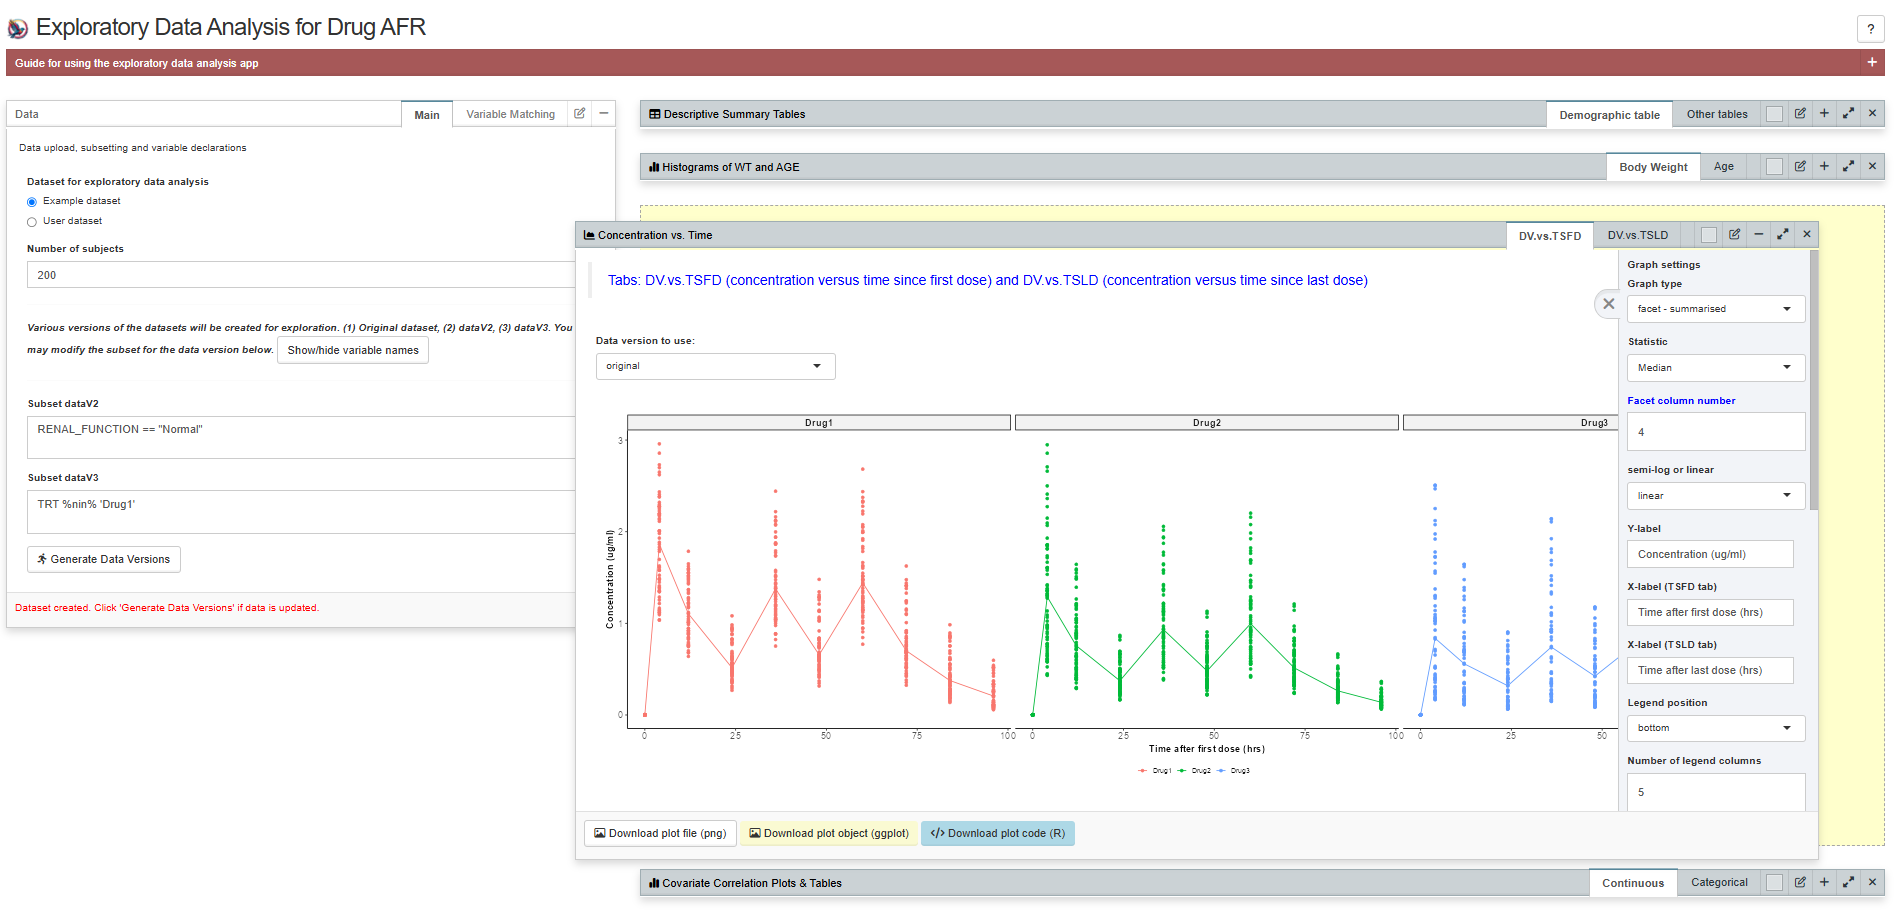 Exploratory Data Analysis for Drug AFR
?
Guide for using the exploratory data analysis app
+
Data
Main
Variable Matching
Data upload, subsetting and variable declarations
Dataset for exploratory data analysis
Example dataset
User dataset
Number of subjects
200
Various versions of the datasets will be created for exploration. (1) Original dataset, (2) dataV2, (3) dataV3. You
may modify the subset for the data version below.
Show/hide variable names
Subset dataV2
RENAL_FUNCTION == "Normal"
Subset dataV3
TRT %nin% 'Drug1'
Generate Data Versions
Dataset created. Click 'Generate Data Versions' if data is updated.
Descriptive Summary Tables
Demographic table
Other tables
Histograms of WT and AGE
Body Weight
Age
Concentration vs. Time
DV.vs.TSFD
DV.vs.TSLD
Tabs: DV.vs.TSFD (concentration versus time since first dose) and DV.vs.TSLD (concentration versus time since last dose)
Data version to use:
original
Drug1
Drug2
Drug3
Concentration (ug/ml)
3
2
1
0
0 25 50 75 100
0 25 50 75 100
0 25 50
Time after first dose (hrs)
Drug1 Drug2 Drug3
Graph settings
Graph type
facet - summarised
Statistic
Median
Facet column number
4
semi-log or linear
linear
Y-label
Concentration (ug/ml)
X-label (TSFD tab)
Time after first dose (hrs)
X-label (TSLD tab)
Time after last dose (hrs)
Legend position
bottom
Number of legend columns
5
Download plot file (png)
Download plot object (ggplot)
</> Download plot code (R)
Covariate Correlation Plots & Tables
Continuous
Categorical